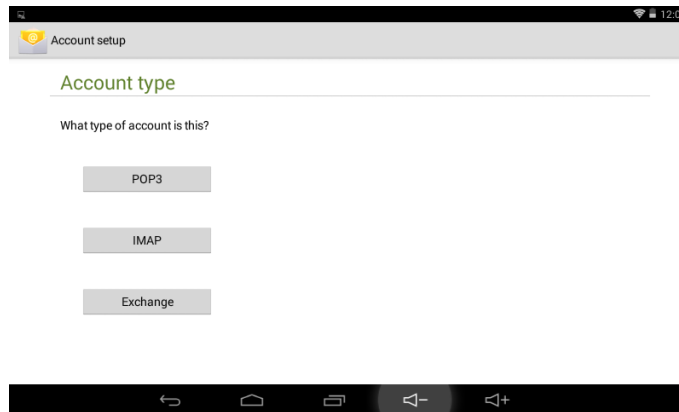 Account setup
Account type
What type of account is this?
POP3
IMAP
Exchange